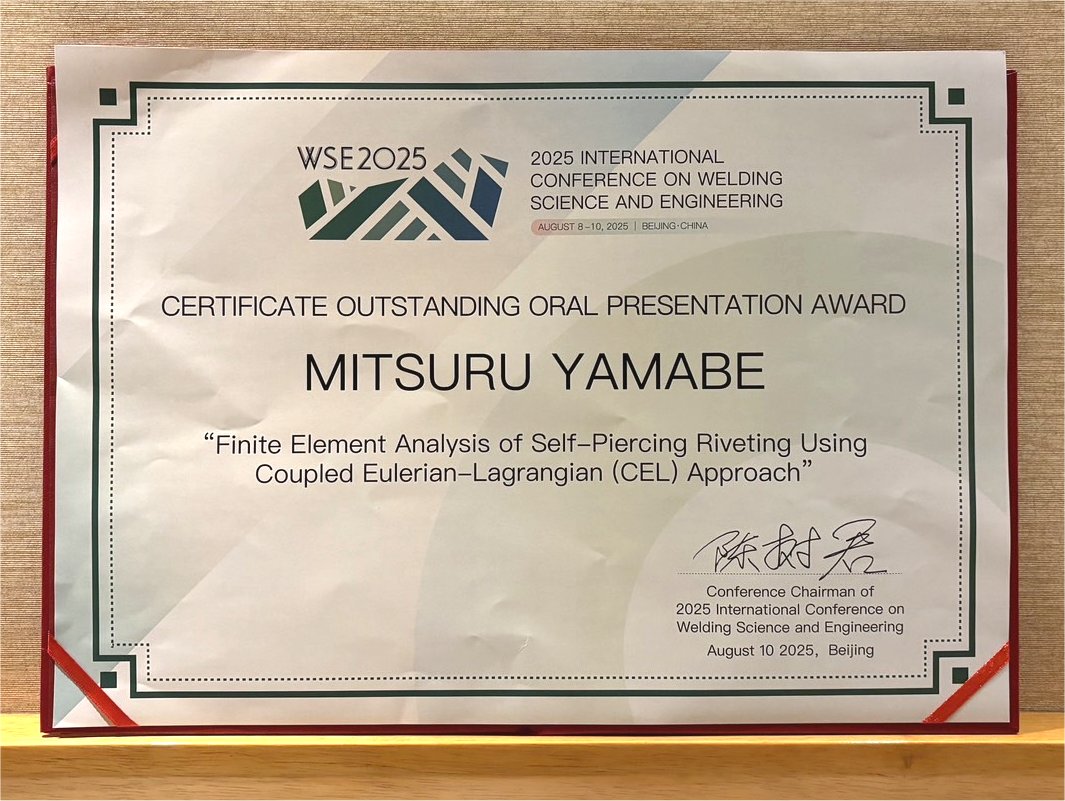 WSE2025
2025 INTERNATIONAL
CONFERENCE ON WELDING
SCIENCE AND ENGINEERING
AUGUST 8-10, 2025 | BEIJING·CHINA
CERTIFICATE OUTSTANDING ORAL PRESENTATION AWARD
MITSURU YAMABE
“Finite Element Analysis of Self-Piercing Riveting Using
Coupled Eulerian-Lagrangian (CEL) Approach”
陈树君
Conference Chairman of
2025 International Conference on
Welding Science and Engineering
August 10 2025, Beijing